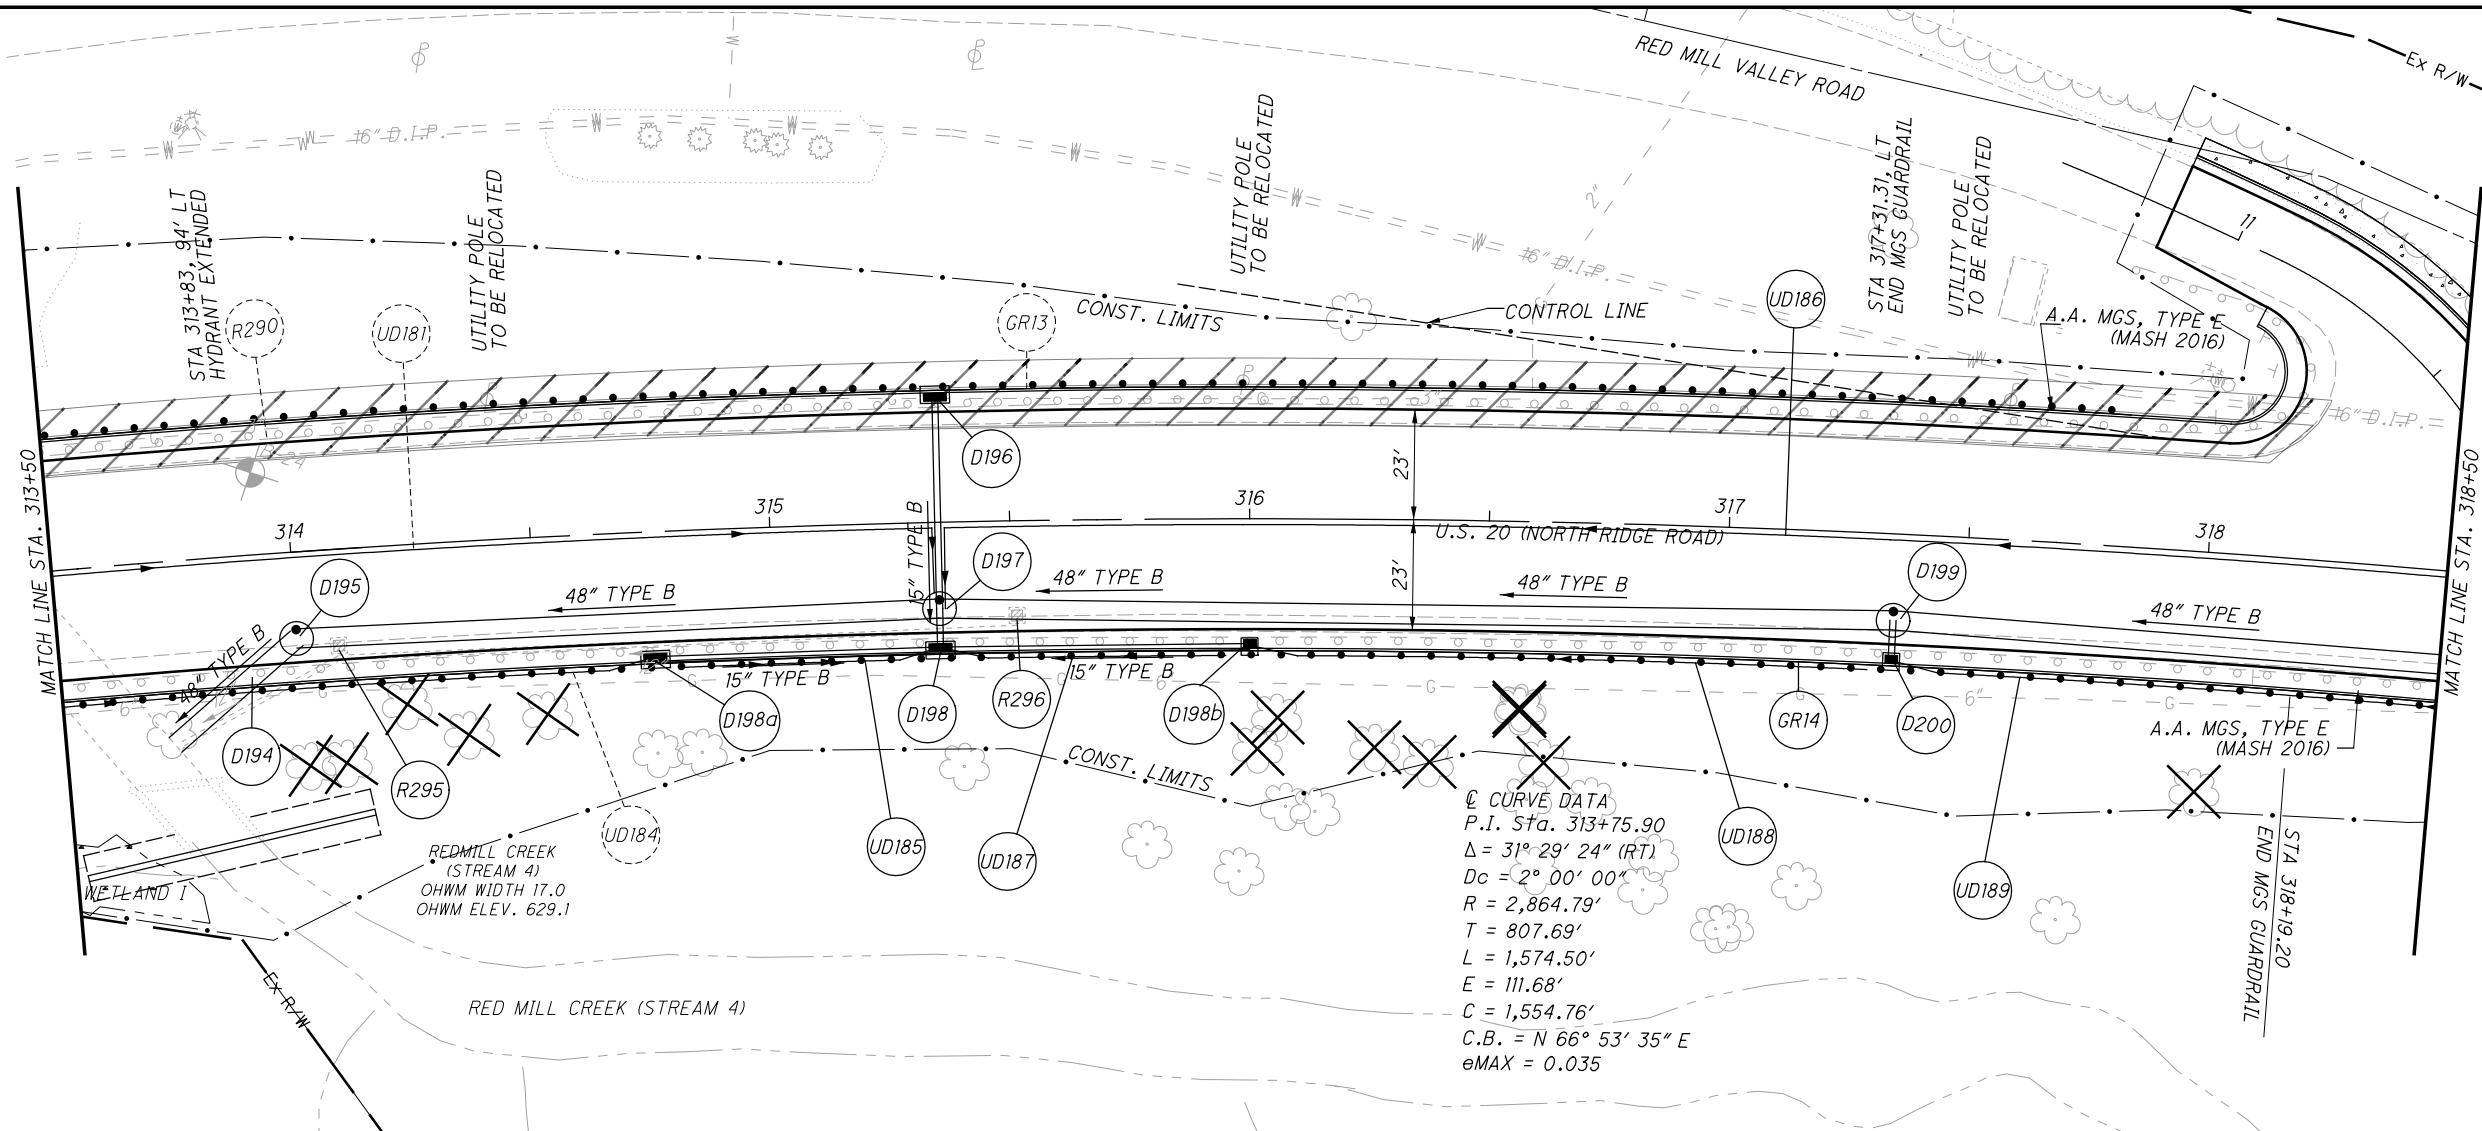 RED MILL VALLEY ROAD
Ex R/W
16" D.I.P.
STA 313+83, 94' LT
HYDRANT EXTENDED
UTILITY POLE
TO BE RELOCATED
UTILITY POLE
TO BE RELOCATED
2"
STA 317+31.31, LT
END MGS GUARDRAIL
UTILITY POLE
TO BE RELOCATED
11
16" D.I.P.
R290
UD181
GR13
CONST. LIMITS
CONTROL LINE
UD186
A.A. MGS, TYPE E
(MASH 2016)
16" D.I.P.
3"
B-24
D196
23'
MATCH LINE STA. 313+50
MATCH LINE STA. 318+50
314
315
316
317
318
15" TYPE B
U.S. 20 (NORTH RIDGE ROAD)
D195
D197
D199
23'
48" TYPE B
48" TYPE B
48" TYPE B
48" TYPE B
48" TYPE B
15" TYPE B
15" TYPE B
6"
6"
6"
D194
R295
D198a
D198
R296
D198b
GR14
D200
A.A. MGS, TYPE E
(MASH 2016)
CONST. LIMITS
UD184
UD185
UD187
UD188
UD189
STA 318+19.20
END MGS GUARDRAIL
REDMILL CREEK
(STREAM 4)
OHWM WIDTH 17.0
OHWM ELEV. 629.1
WETLAND I
Ex R/W
RED MILL CREEK (STREAM 4)
℄ CURVE DATA
P.I. Sta. 313+75.90
Δ = 31° 29' 24" (RT)
Dc = 2° 00' 00"
R = 2,864.79'
T = 807.69'
L = 1,574.50'
E = 111.68'
C = 1,554.76'
C.B. = N 66° 53' 35" E
eMAX = 0.035